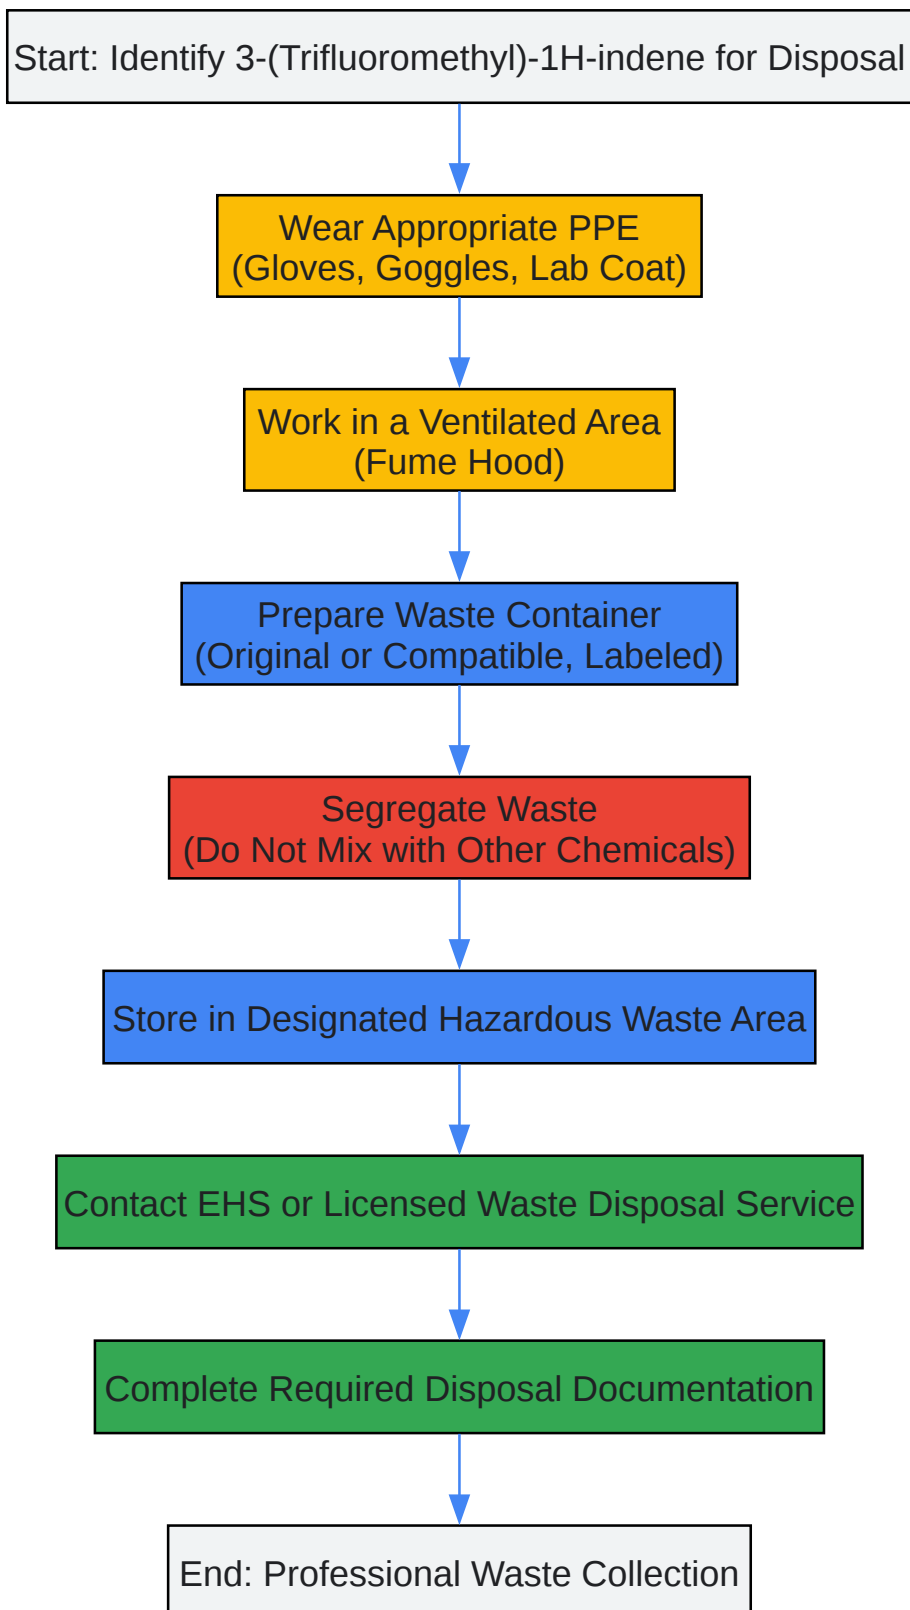 Start: Identify 3-(Trifluoromethyl)-1H-indene for Disposal
Wear Appropriate PPE
(Gloves, Goggles, Lab Coat)
Work in a Ventilated Area
(Fume Hood)
Prepare Waste Container
(Original or Compatible, Labeled)
Segregate Waste
(Do Not Mix with Other Chemicals)
Store in Designated Hazardous Waste Area
Contact EHS or Licensed Waste Disposal Service
Complete Required Disposal Documentation
End: Professional Waste Collection